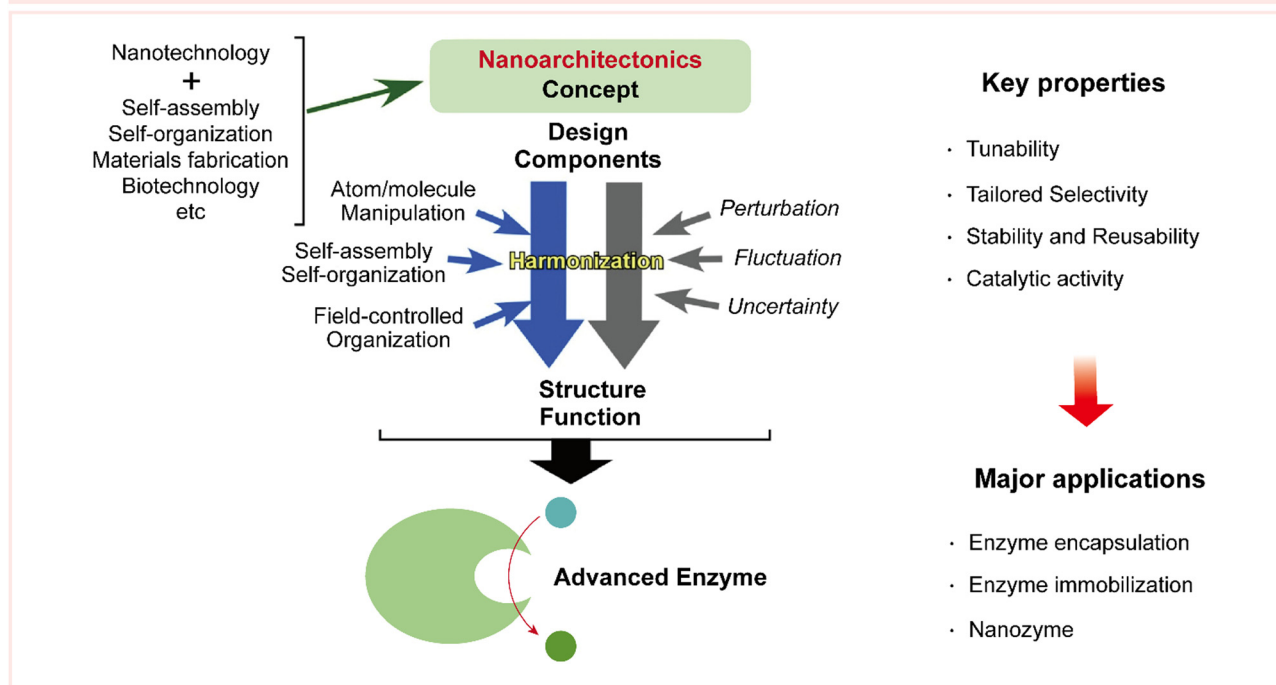 Nanotechnology
+
Self-assembly
Self-organization
Materials fabrication
Biotechnology
etc
Nanoarchitectonics
Concept
Design
Components
Atom/molecule
Manipulation
Self-assembly
Self-organization
Field-controlled
Organization
Harmonization
Perturbation
Fluctuation
Uncertainty
Structure
Function
Advanced Enzyme
Key properties
· Tunability
· Tailored Selectivity
· Stability and Reusability
· Catalytic activity
Major applications
· Enzyme encapsulation
· Enzyme immobilization
· Nanozyme